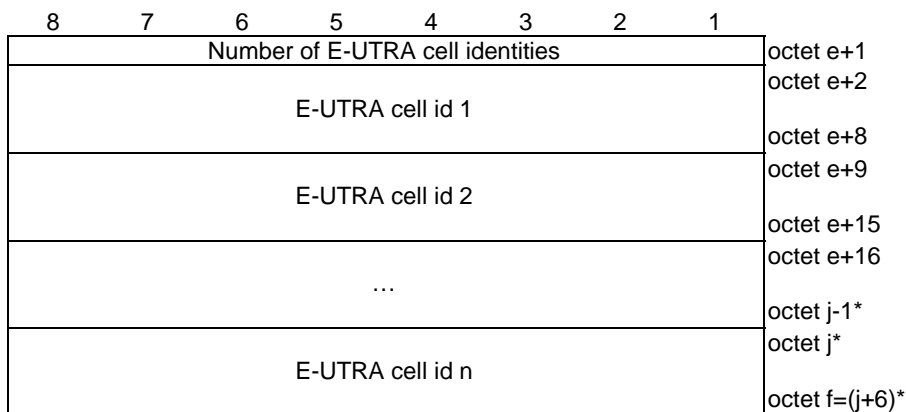 8 7 6 5 4 3 2 1
Number of E-UTRA cell identities octet e+1
octet e+2
E-UTRA cell id 1
octet e+8
octet e+9
E-UTRA cell id 2
octet e+15
octet e+16
…
octet j-1*
octet j*
E-UTRA cell id n
octet f=(j+6)*